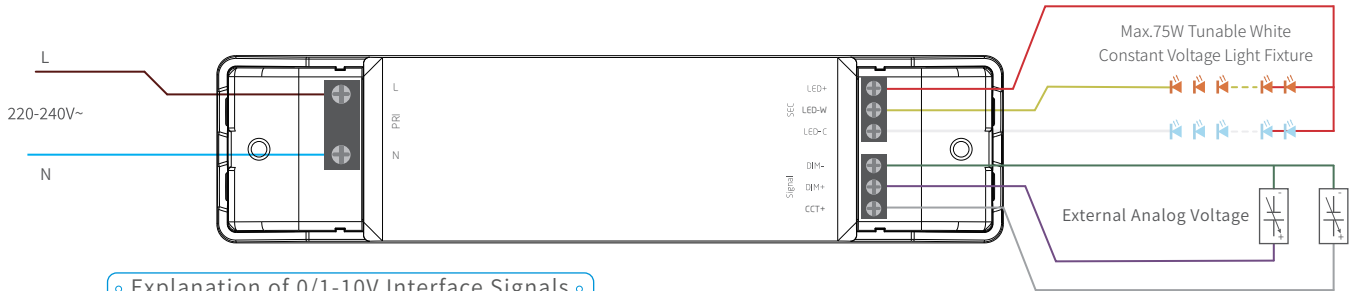 L
220-240V~
N
L
PRI
N
SEC
LED+
LED-W
LED-C
Signal
DIM-
DIM+
CCT+
Max.75W Tunable White
Constant Voltage Light Fixture
External Analog Voltage
- +
- +
Explanation of 0/1-10V Interface Signals